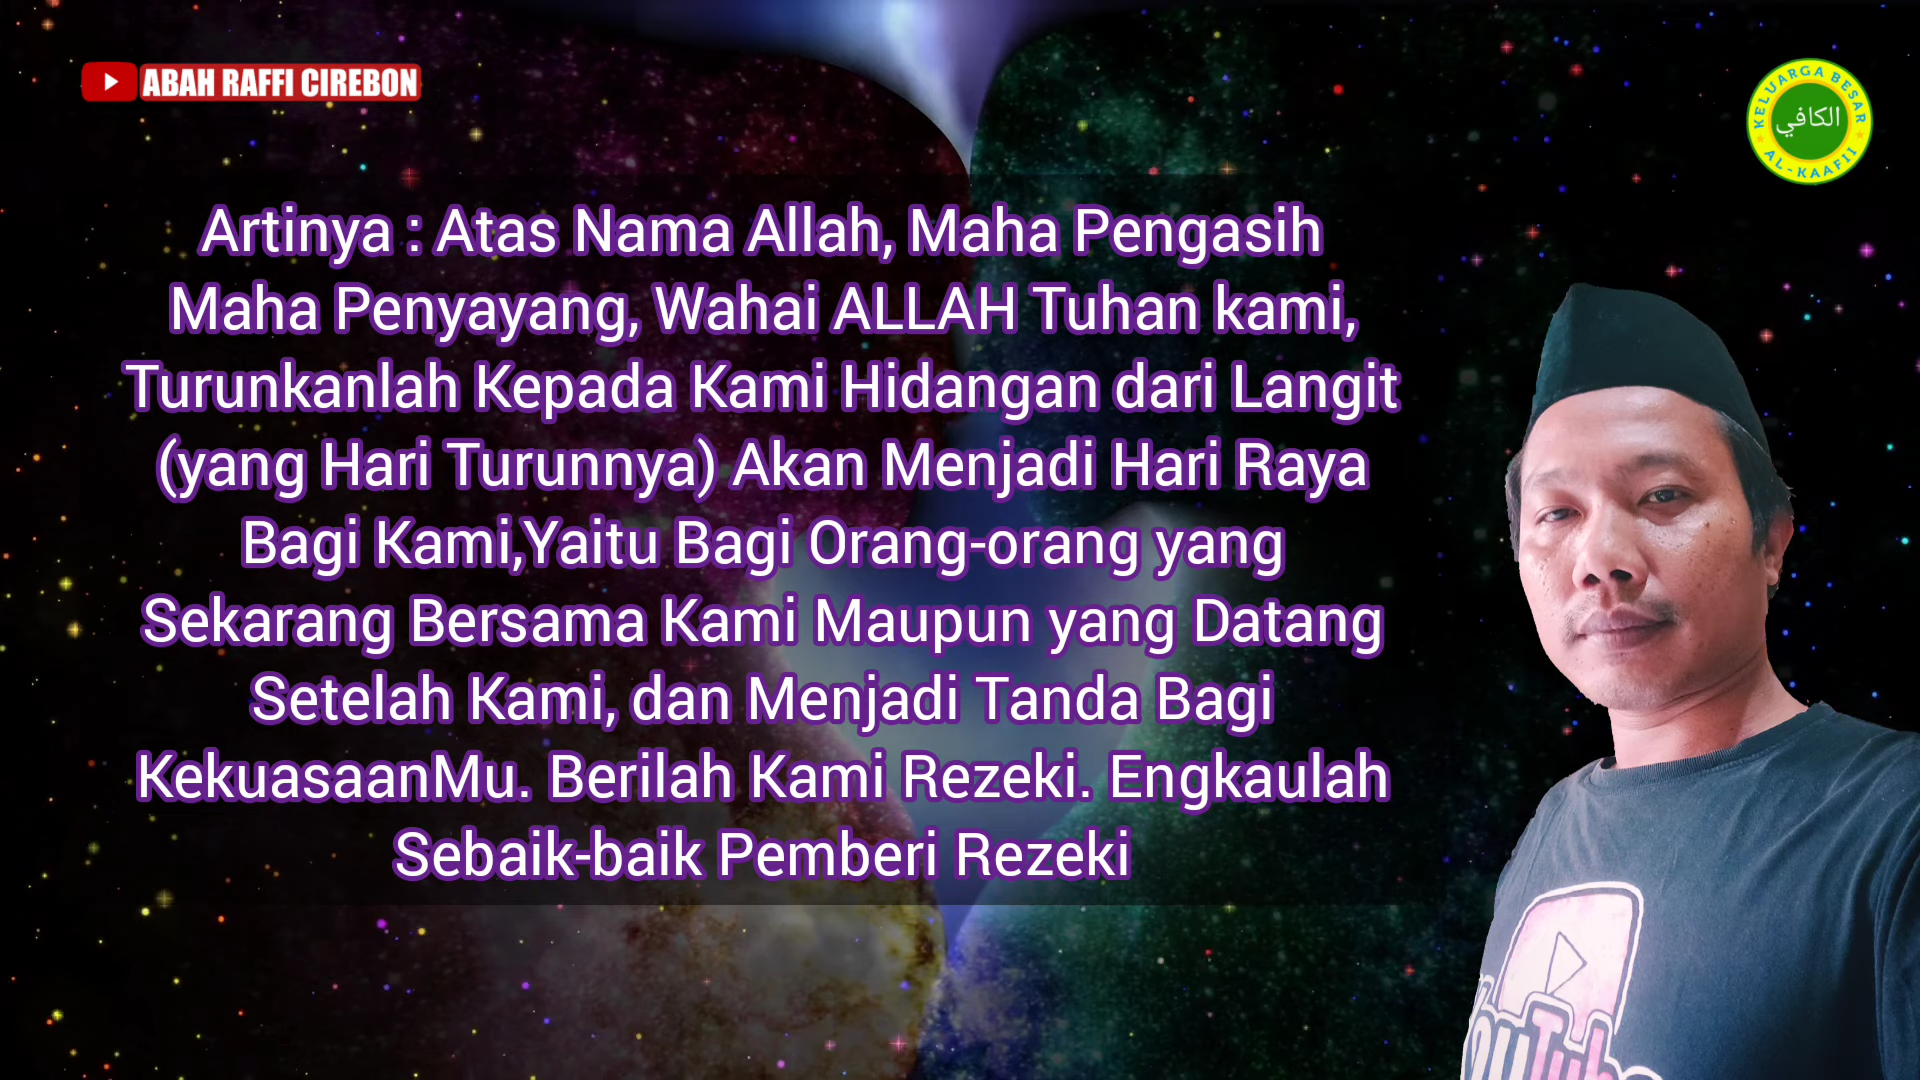 ABAH RAFFI CIREBON
KELUARGA BESAR
الكافي
AL-KAAFII
Artinya : Atas Nama Allah, Maha Pengasih
Maha Penyayang, Wahai ALLAH Tuhan kami,
Turunkanlah Kepada Kami Hidangan dari Langit
(yang Hari Turunnya) Akan Menjadi Hari Raya
Bagi Kami,Yaitu Bagi Orang-orang yang
Sekarang Bersama Kami Maupun yang Datang
Setelah Kami, dan Menjadi Tanda Bagi
KekuasaanMu. Berilah Kami Rezeki. Engkaulah
Sebaik-baik Pemberi Rezeki